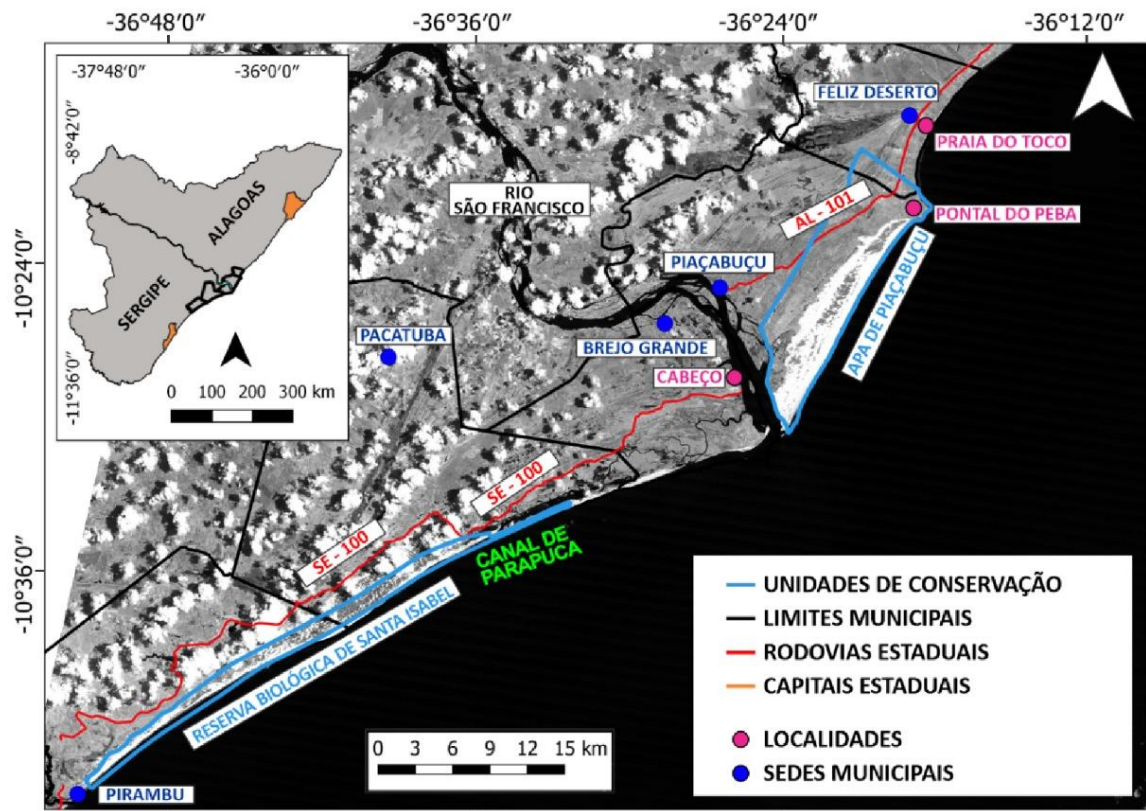 -36°48′0″
-36°36′0″
-36°24′0″
-36°12′0″
-37°48′0″
-36°0′0″
-8°42′0″
-11°36′0″
ALAGOAS
SERGIPE
0 100 200 300 km
-10°24′0″
-10°36′0″
FELIZ DESERTO
PRAIA DO TOCO
RIO
SÃO FRANCISCO
AL - 101
PONTAL DO PEBA
PIAÇABUÇU
APA DE PIAÇABUÇU
PACATUBA
BREJO GRANDE
CABEÇO
SE - 100
SE - 100
CANAL DE
PARAPUCA
RESERVA BIOLÓGICA DE SANTA ISABEL
PIRAMBU
0 3 6 9 12 15 km
UNIDADES DE CONSERVAÇÃO
LIMITES MUNICIPAIS
RODOVIAS ESTADUAIS
CAPITAIS ESTADUAIS
LOCALIDADES
SEDES MUNICIPAIS